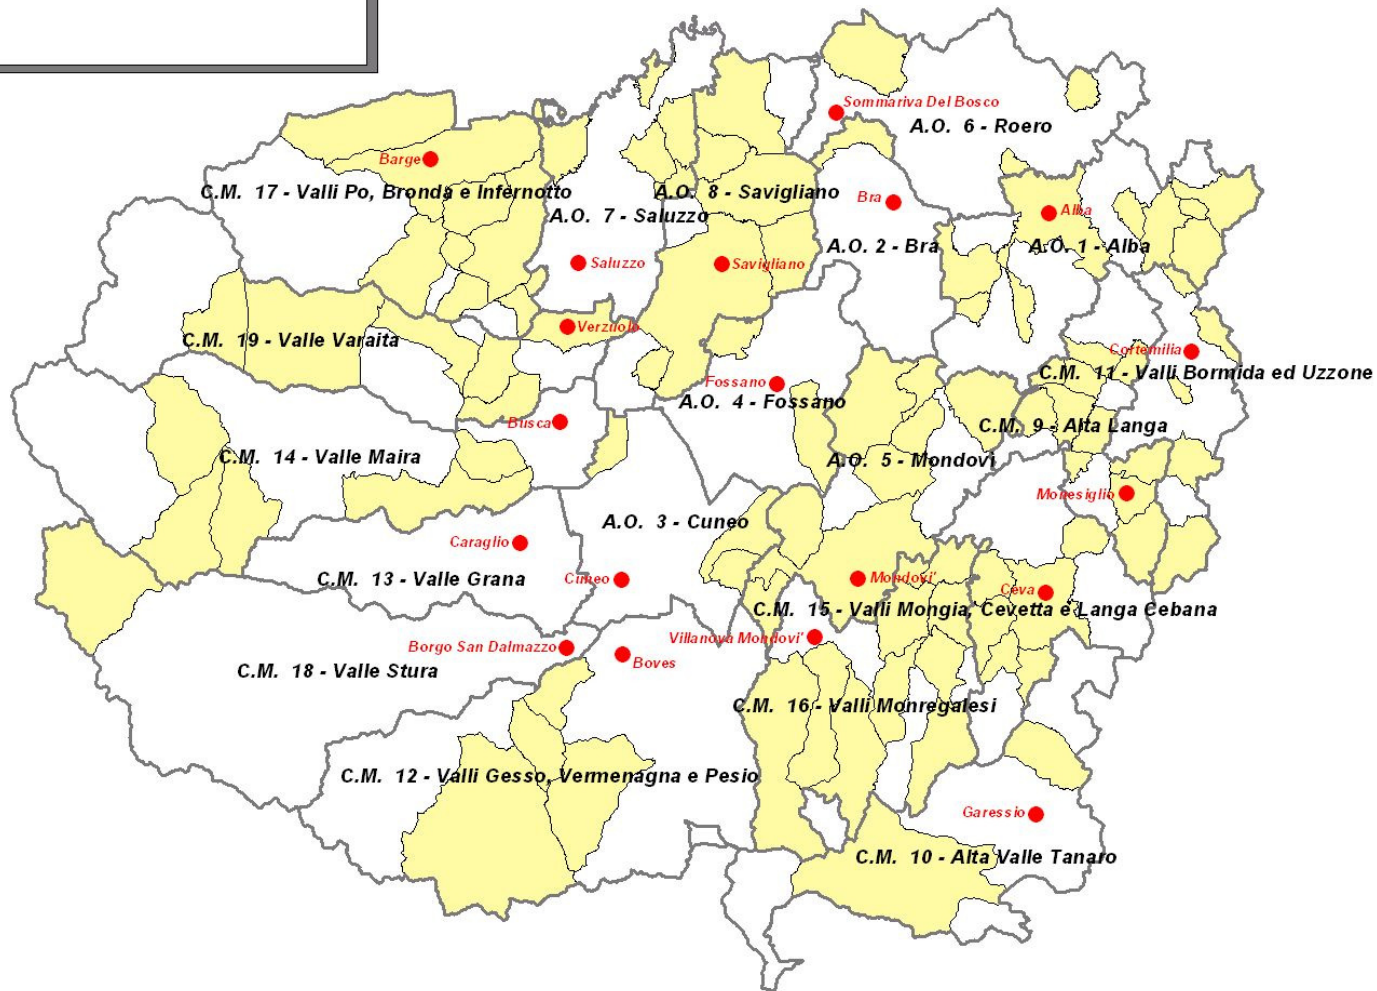 Sommariva Del Bosco
A.O. 6 - Roero
Barge
C.M. 17 - Valli Po, Bronda e Infernotto
A.O. 8 - Savigliano
Bra
A.O. 7 - Saluzzo
Alba
A.O. 2 - Bra
A.O. 1 - Alba
Saluzzo
Savigliano
Verzuolo
C.M. 19 - Valle Varaita
Cortemilia
C.M. 11 - Valli Bormida ed Uzzone
Fossano
A.O. 4 - Fossano
Busca
C.M. 9 - Alta Langa
C.M. 14 - Valle Maira
A.O. 5 - Mondovi
Monesiglio
A.O. 3 - Cuneo
Caraglio
C.M. 13 - Valle Grana
Cuneo
Mondovi'
Ceva
C.M. 15 - Valli Mongia, Cevetta e Langa Cebana
Villanova Mondovi'
Borgo San Dalmazzo
Boves
C.M. 18 - Valle Stura
C.M. 16 - Valli Monregalesi
C.M. 12 - Valli Gesso, Vermenagna e Pesio
Garessio
C.M. 10 - Alta Valle Tanaro